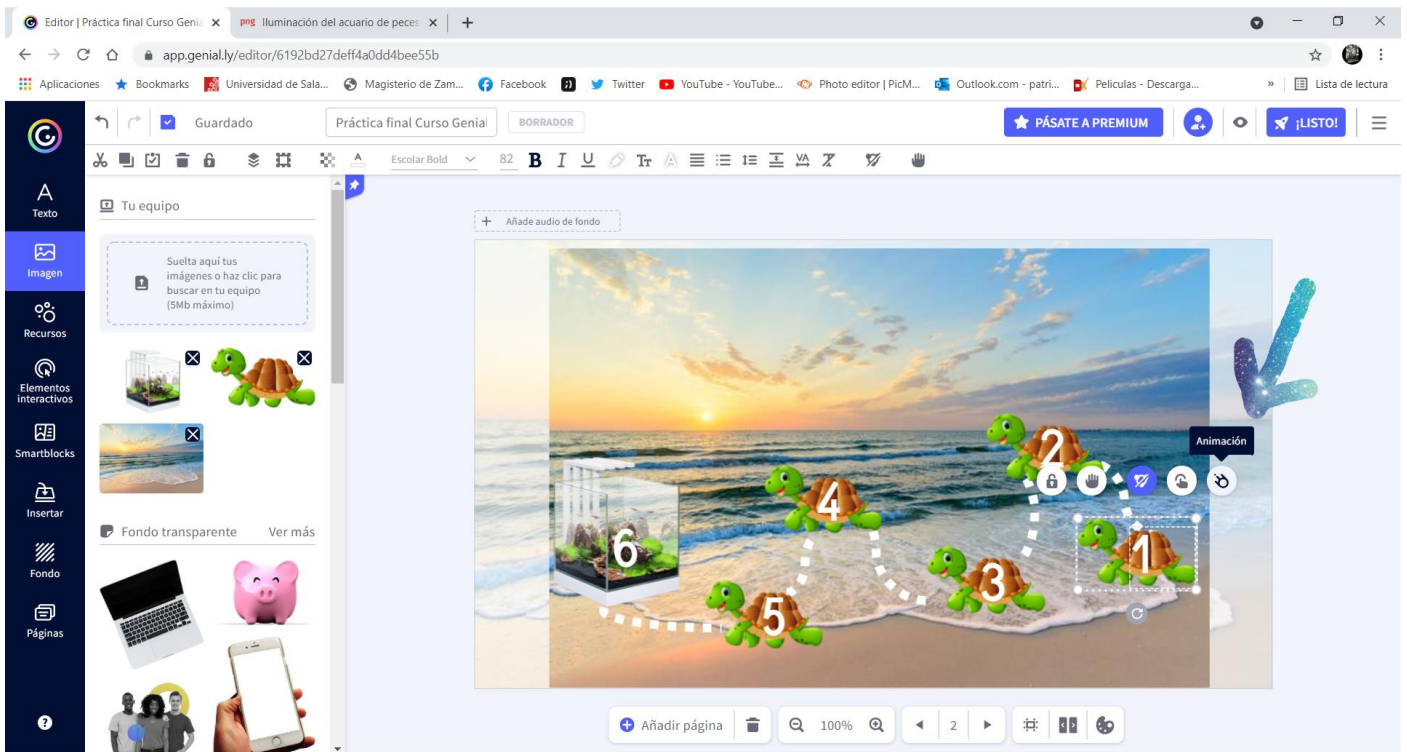 Editor | Práctica final Curso Genia
png Iluminación del acuario de peces
app.genial.ly/editor/6192bd27deff4a0dd4bee55b
Aplicaciones Bookmarks Universidad de Sala... Magisterio de Zam... Facebook Twitter YouTube - YouTube... Photo editor | PicM... Outlook.com - patri... Peliculas - Descarga... » Lista de lectura
Guardado Práctica final Curso Genial BORRADOR PÁSATE A PREMIUM ¡LISTO!
Escolar Bold 82 B I U Tr A VA
Texto
Imagen
Recursos
Elementos
interactivos
Smartblocks
Insertar
Fondo
Páginas
?
Tu equipo
Suelta aquí tus
imágenes o haz clic para
buscar en tu equipo
(5Mb máximo)
Fondo transparente Ver más
+ Añade audio de fondo
Animación
2
4
1
6
3
5
Añadir página 100% 2